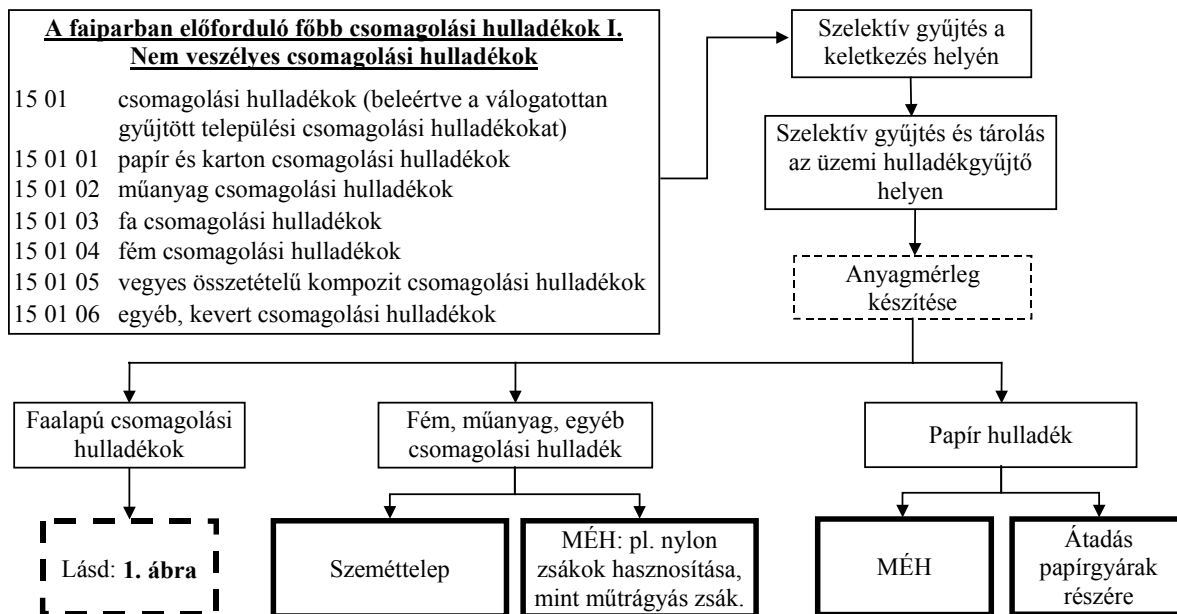 A faiparban előforduló főbb csomagolási hulladékok I.
Nem veszélyes csomagolási hulladékok
15 01 csomagolási hulladékok (beleértve a válogatottan
gyűjtött települési csomagolási hulladékokat)
15 01 01 papír és karton csomagolási hulladékok
15 01 02 műanyag csomagolási hulladékok
15 01 03 fa csomagolási hulladékok
15 01 04 fém csomagolási hulladékok
15 01 05 vegyes összetételű kompozit csomagolási hulladékok
15 01 06 egyéb, kevert csomagolási hulladékok
Szelektív gyűjtés a
keletkezés helyén
Szelektív gyűjtés és tárolás
az üzemi hulladékgyűjtő
helyen
Anyagmérleg
készítése
Faalapú csomagolási
hulladékok
Fém, műanyag, egyéb
csomagolási hulladék
Papír hulladék
Lásd: 1. ábra
Szeméttelep
MÉH: pl. nylon
zsákok hasznosítása,
mint műtrágyás zsák.
MÉH
Átadás
papírgyárak
részére